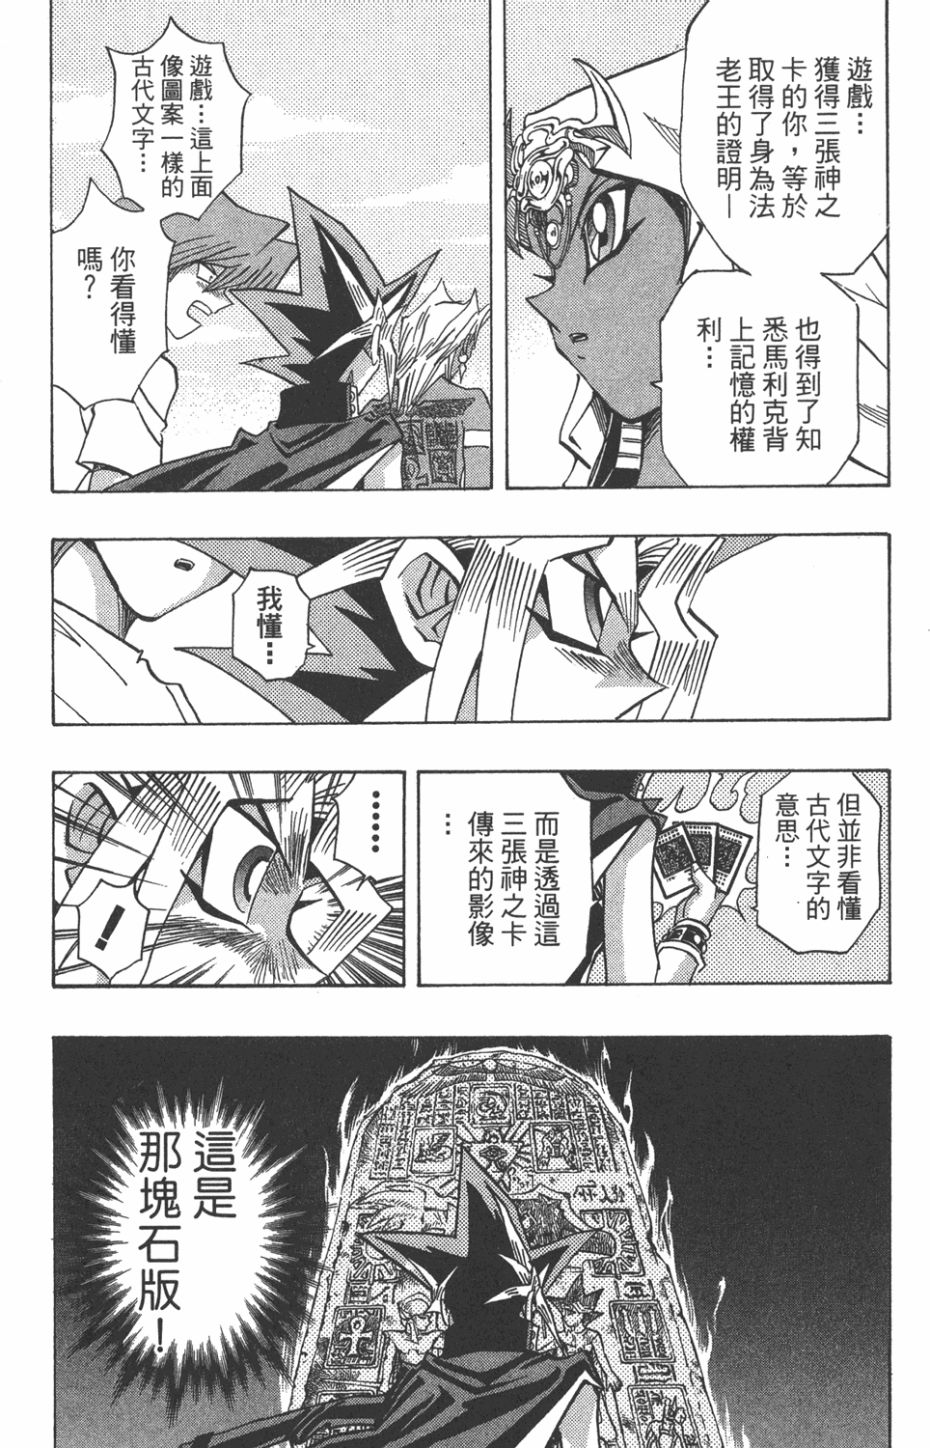 遊戲…
獲得三張神之
卡的你，等於
取得了身為法
老王的證明—
也得到了知
悉馬利克背
上記憶的權
利…
遊戲…這上面
像圖案一樣的
古代文字…
你看得懂
嗎？
我懂…
但並非看懂
古代文字的
意思…
而是透過這
三張神之卡
傳來的影像
…
……
！
這是
那塊石版！